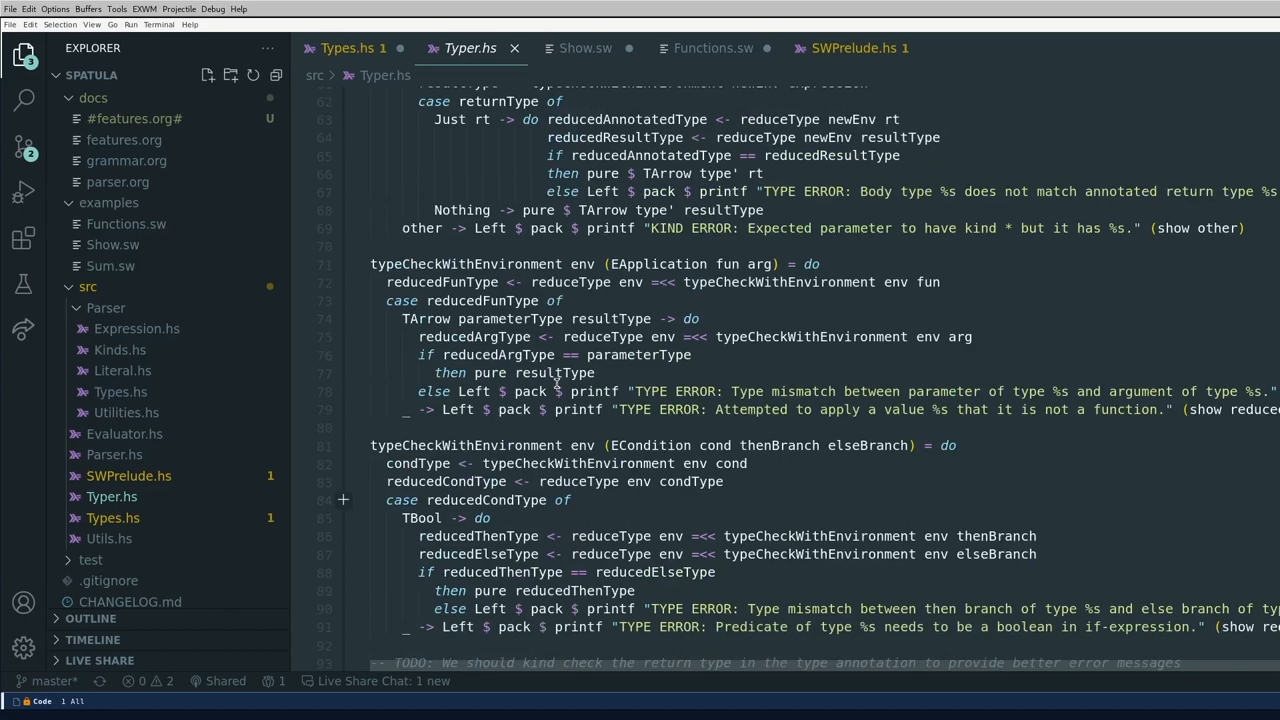 File Edit Options Buffers Tools EXWM Projectile Debug Help
File Edit Selection View Go Run Terminal Help
EXPLORER ···
SPATULA
docs
#features.org# U
features.org
grammar.org
parser.org
examples
Functions.sw
Show.sw
Sum.sw
src
Parser
Expression.hs
Kinds.hs
Literal.hs
Types.hs
Utilities.hs
Evaluator.hs
Parser.hs
SWPrelude.hs 1
Typer.hs
Types.hs 1
Utils.hs
test
.gitignore
CHANGELOG.md
OUTLINE
TIMELINE
LIVE SHARE
3
2
Types.hs 1 Typer.hs Show.sw Functions.sw SWPrelude.hs 1
src > Typer.hs
62 case returnType of
63 Just rt -> do reducedAnnotatedType <- reduceType newEnv rt
64 reducedResultType <- reduceType newEnv resultType
65 if reducedAnnotatedType == reducedResultType
66 then pure $ TArrow type' rt
67 else Left $ pack $ printf "TYPE ERROR: Body type %s does not match annotated return type %s
68 Nothing -> pure $ TArrow type' resultType
69 other -> Left $ pack $ printf "KIND ERROR: Expected parameter to have kind * but it has %s." (show other)
70
71 typeCheckWithEnvironment env (EApplication fun arg) = do
72 reducedFunType <- reduceType env =<< typeCheckWithEnvironment env fun
73 case reducedFunType of
74 TArrow parameterType resultType -> do
75 reducedArgType <- reduceType env =<< typeCheckWithEnvironment env arg
76 if reducedArgType == parameterType
77 then pure resultType
78 else Left $ pack $ printf "TYPE ERROR: Type mismatch between parameter of type %s and argument of type %s."
79 _ -> Left $ pack $ printf "TYPE ERROR: Attempted to apply a value %s that it is not a function." (show reduce
80
81 typeCheckWithEnvironment env (ECondition cond thenBranch elseBranch) = do
82 condType <- typeCheckWithEnvironment env cond
83 reducedCondType <- reduceType env condType
84 case reducedCondType of
85 TBool -> do
86 reducedThenType <- reduceType env =<< typeCheckWithEnvironment env thenBranch
87 reducedElseType <- reduceType env =<< typeCheckWithEnvironment env elseBranch
88 if reducedThenType == reducedElseType
89 then pure reducedThenType
90 else Left $ pack $ printf "TYPE ERROR: Type mismatch between then branch of type %s and else branch of ty
91 _ -> Left $ pack $ printf "TYPE ERROR: Predicate of type %s needs to be a boolean in if-expression." (show re
92
93 -- TODO: We should kind check the return type in the type annotation to provide better error messages
master* 0 2 Shared 1 Live Share Chat: 1 new
Code 1 All